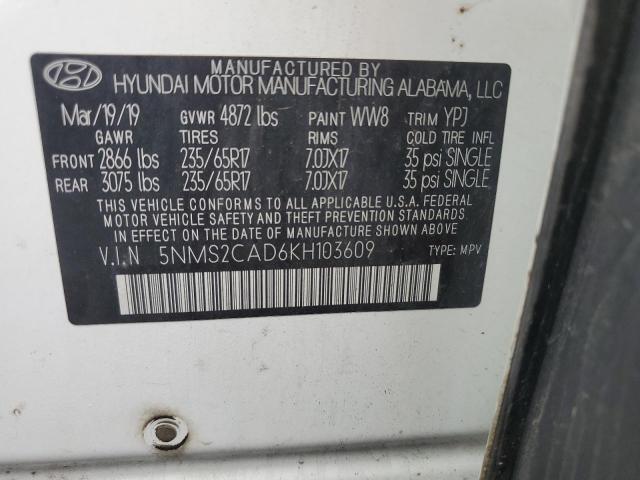 MANUFACTURED BY
HYUNDAI MOTOR MANUFACTURING ALABAMA, LLC
Mar/19/19 GVWR 4872 lbs PAINT WW8 TRIM YPJ
GAWR TIRES RIMS COLD TIRE INFL
FRONT 2866 lbs 235/65R17 7.0JX17 35 psi SINGLE
REAR 3075 lbs 235/65R17 7.0JX17 35 psi SINGLE
THIS VEHICLE CONFORMS TO ALL APPLICABLE U.S.A. FEDERAL
MOTOR VEHICLE SAFETY AND THEFT PREVENTION STANDARDS
IN EFFECT ON THE DATE OF MANUFACTURE SHOWN ABOVE.
V.I.N 5NMS2CAD6KH103609 TYPE: MPV